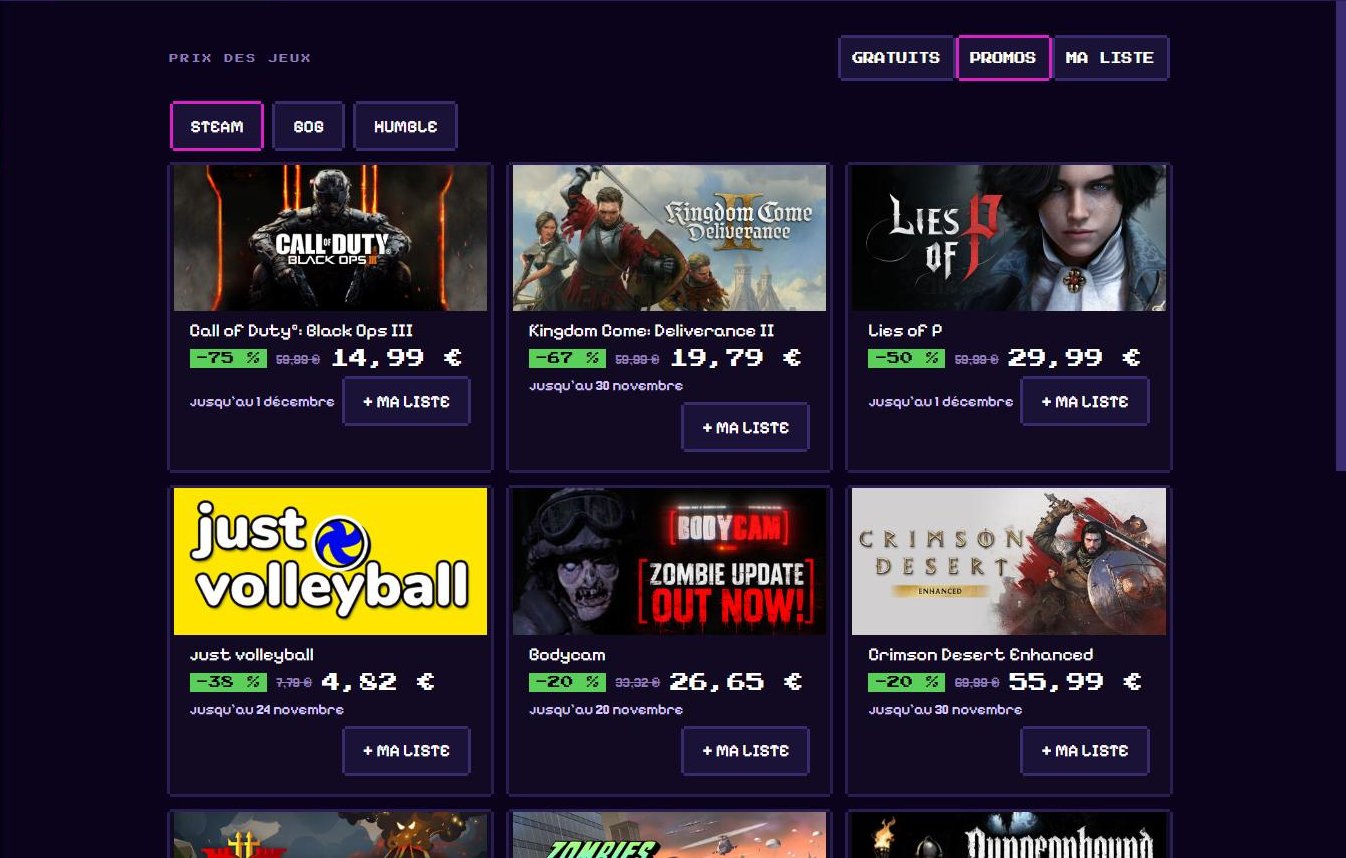 PRIX DES JEUX
GRATUITS
PROMOS
MA LISTE
STEAM
GOG
HUMBLE
CALL OF DUTY
BLACK OPS III
Kingdom Come
II
Deliverance
LIES OF P
Call of Duty®: Black Ops III
-75 % 59,99 € 14,99 €
jusqu'au 1 décembre
+ MA LISTE
Kingdom Come: Deliverance II
-67 % 59,99 € 19,79 €
jusqu'au 30 novembre
+ MA LISTE
Lies of P
-50 % 59,99 € 29,99 €
jusqu'au 1 décembre
+ MA LISTE
just
volleyball
BODYCAM
ZOMBIE UPDATE
OUT NOW!
CRIMSON
DESERT
ENHANCED
just volleyball
-38 % 7,79 € 4,82 €
jusqu'au 24 novembre
+ MA LISTE
Bodycam
-20 % 33,32 € 26,65 €
jusqu'au 20 novembre
+ MA LISTE
Crimson Desert Enhanced
-20 % 69,99 € 55,99 €
jusqu'au 30 novembre
+ MA LISTE
ZOMBIES
Dungeonbound